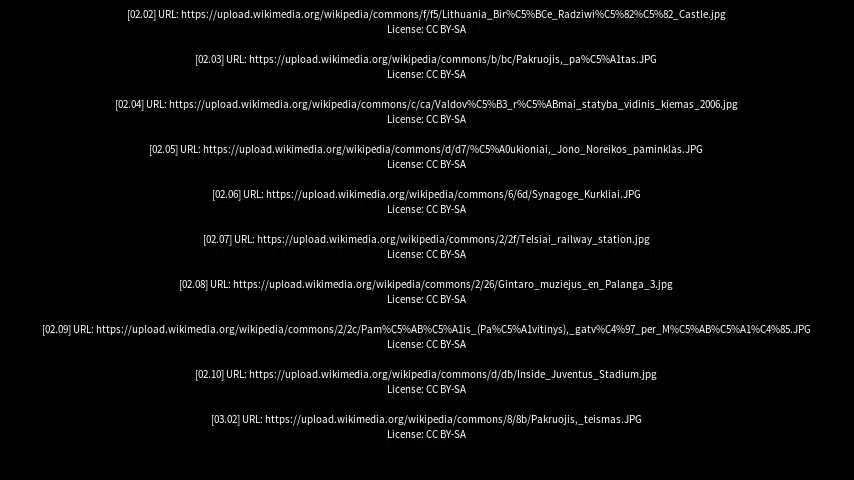 [02.02] URL: https://upload.wikimedia.org/wikipedia/commons/f/f5/Lithuania_Bir%C5%BCe_Radziwi%C5%82%C5%82_Castle.jpg
License: CC BY-SA
[02.03] URL: https://upload.wikimedia.org/wikipedia/commons/b/bc/Pakruojis,_pa%C5%A1tas.JPG
License: CC BY-SA
[02.04] URL: https://upload.wikimedia.org/wikipedia/commons/c/ca/Valdov%C5%B3_r%C5%ABmai_statyba_vidinis_kiemas_2006.jpg
License: CC BY-SA
[02.05] URL: https://upload.wikimedia.org/wikipedia/commons/d/d7/%C5%A0ukioniai,_Jono_Noreikos_paminklas.JPG
License: CC BY-SA
[02.06] URL: https://upload.wikimedia.org/wikipedia/commons/6/6d/Synagoge_Kurkliai.JPG
License: CC BY-SA
[02.07] URL: https://upload.wikimedia.org/wikipedia/commons/2/2f/Telsiai_railway_station.jpg
License: CC BY-SA
[02.08] URL: https://upload.wikimedia.org/wikipedia/commons/2/26/Gintaro_muziejus_en_Palanga_3.jpg
License: CC BY-SA
[02.09] URL: https://upload.wikimedia.org/wikipedia/commons/2/2c/Pam%C5%AB%C5%A1is_(Pa%C5%A1vitinys),_gatv%C4%97_per_M%C5%AB%C5%A1%C4%85.JPG
License: CC BY-SA
[02.10] URL: https://upload.wikimedia.org/wikipedia/commons/d/db/Inside_Juventus_Stadium.jpg
License: CC BY-SA
[03.02] URL: https://upload.wikimedia.org/wikipedia/commons/8/8b/Pakruojis,_teismas.JPG
License: CC BY-SA